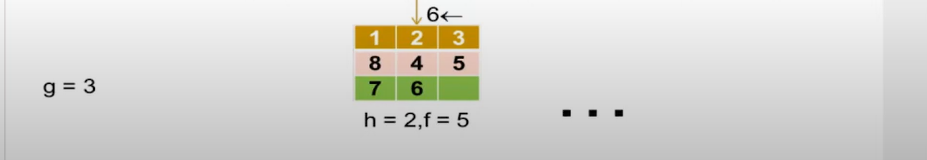 6←
1 2 3
8 4 5
7 6
g = 3
h = 2,f = 5
...